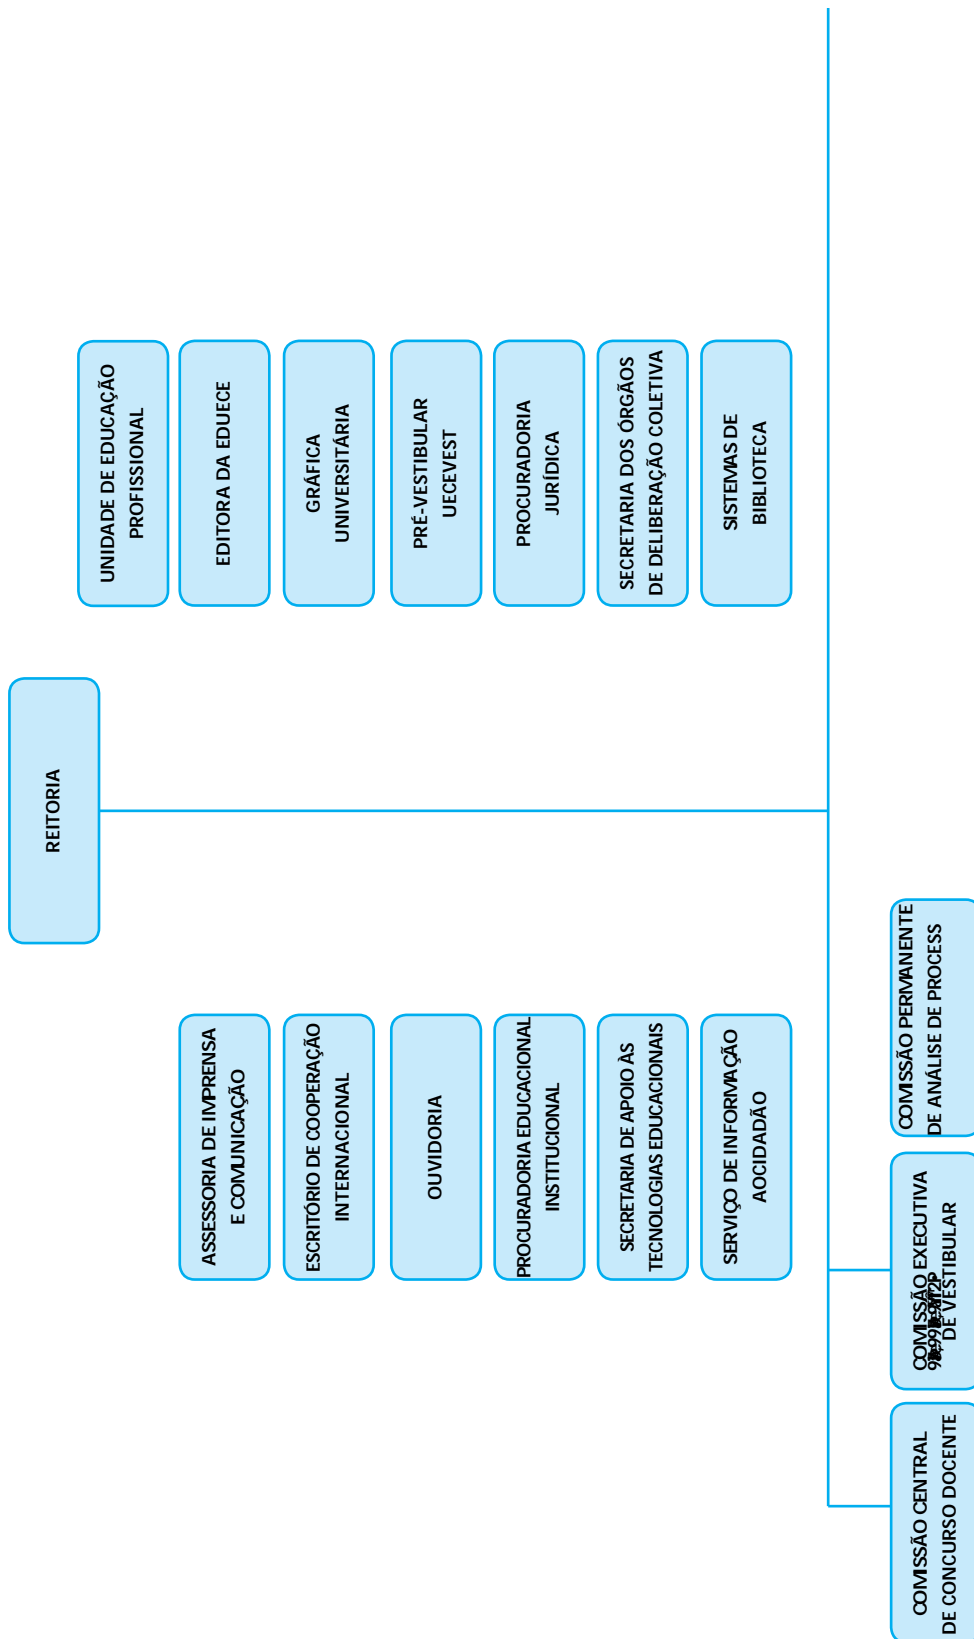 REITORIA
UNIDADE DE EDUCAÇÃO
PROFISSIONAL
EDITORA DA EDUECE
GRÁFICA
UNIVERSITÁRIA
PRÉ-VESTIBULAR
UECEVEST
PROCURADORIA
JURÍDICA
SECRETARIA DOS ÓRGÃOS
DE DELIBERAÇÃO COLETIVA
SISTEMAS DE
BIBLIOTECA
ASSESSORIA DE IMPRENSA
E COMUNICAÇÃO
ESCRITÓRIO DE COOPERAÇÃO
INTERNACIONAL
OUVIDORIA
PROCURADORIA EDUCACIONAL
INSTITUCIONAL
SECRETARIA DE APOIO ÀS
TECNOLOGIAS EDUCACIONAIS
SERVIÇO DE INFORMAÇÃO
AOCIDADÃO
COMISSÃO CENTRAL
DE CONCURSO DOCENTE
COMISSÃO EXECUTIVA
DE VESTIBULAR
COMISSÃO PERMANENTE
DE ANÁLISE DE PROCESS